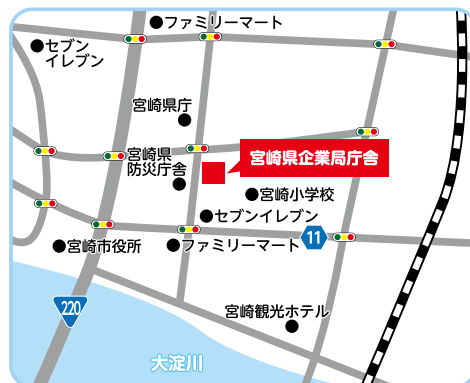 ファミリーマート
セブン
イレブン
宮崎県庁
宮崎県
防災庁舎
宮崎県企業局庁舎
宮崎小学校
セブンイレブン
宮崎市役所
ファミリーマート
11
220
宮崎観光ホテル
大淀川